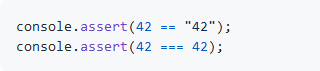 console.assert(42 == "42");
console.assert(42 === 42);